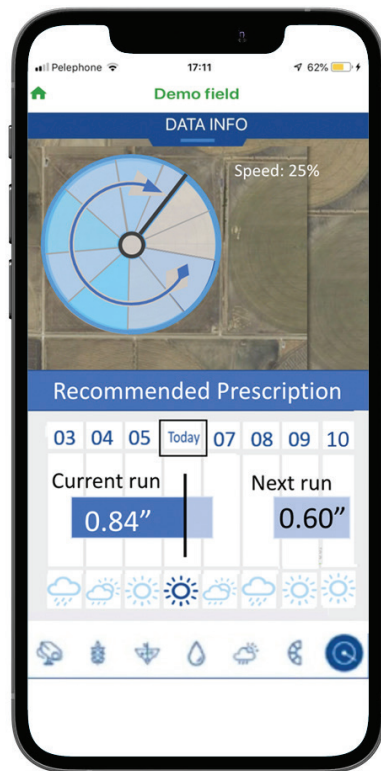 Pelephone 17:11 62%
Demo field
DATA INFO
Speed: 25%
Recommended Prescription
03 04 05 Today 07 08 09 10
Current run Next run
0.84” 0.60”